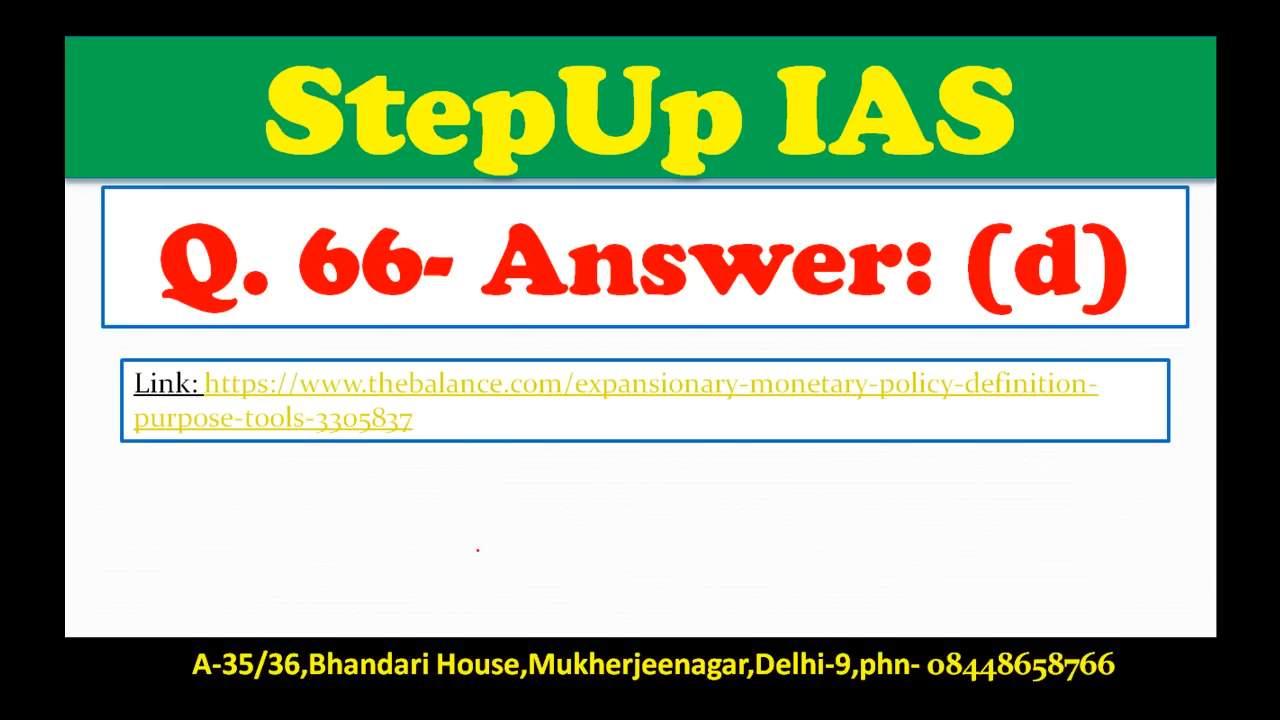 StepUp IAS
Q. 66- Answer: (d)
Link: https://www.thebalance.com/expansionary-monetary-policy-definition-
purpose-tools-3305837
A-35/36,Bhandari House,Mukherjeenagar,Delhi-9,phn- 08448658766